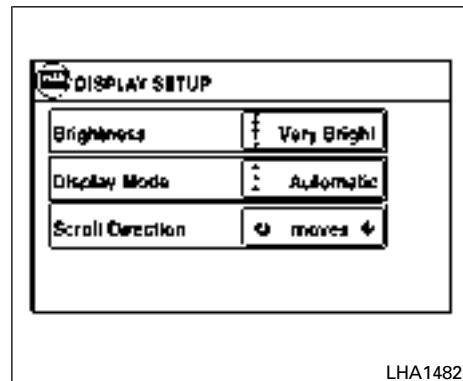 DISPLAY SETUP
Brightness Very Bright
Display Mode Automatic
Scroll Direction moves
LHA1482